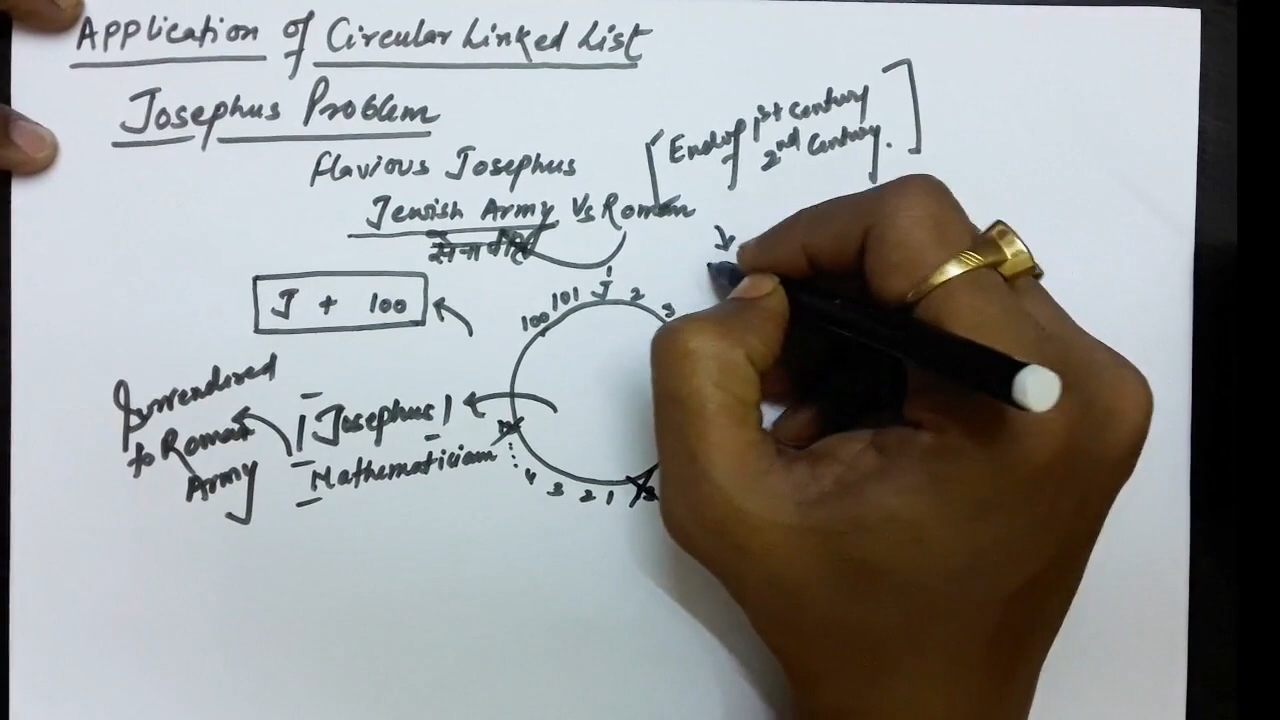 Application of Circular Linked List
Josephus Problem
flavious Josephus
[End of 1st Century
2nd Century.]
Jewish Army Vs Roman
J + 100
1
100 101 J 2 3
Surrendered
to Roman
Army
|Josephus|
Mathematician
n
4 3 2 1